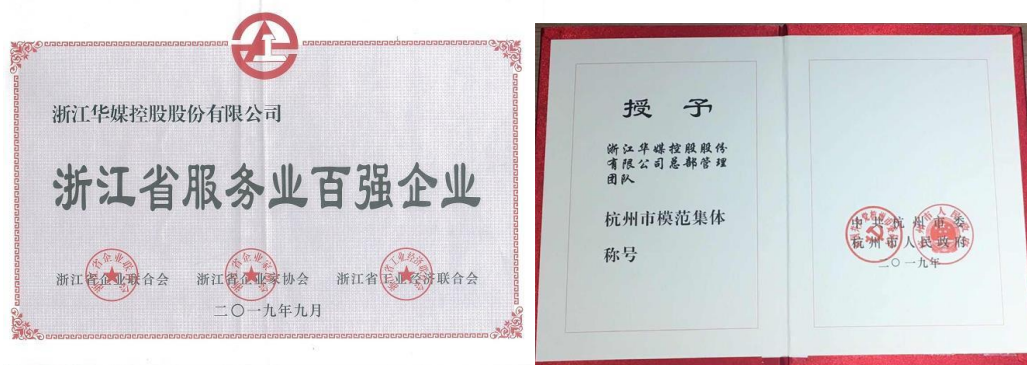 浙江华媒控股股份有限公司
浙江省服务业百强企业
浙江省企业联合会 浙江省企业家协会 浙江省工业经济联合会
二〇一九年九月
授 予
浙江华媒控股股份
有限公司总部管理
团队
杭州市模范集体
称号
中共杭州市委
杭州市人民政府
二〇一九年